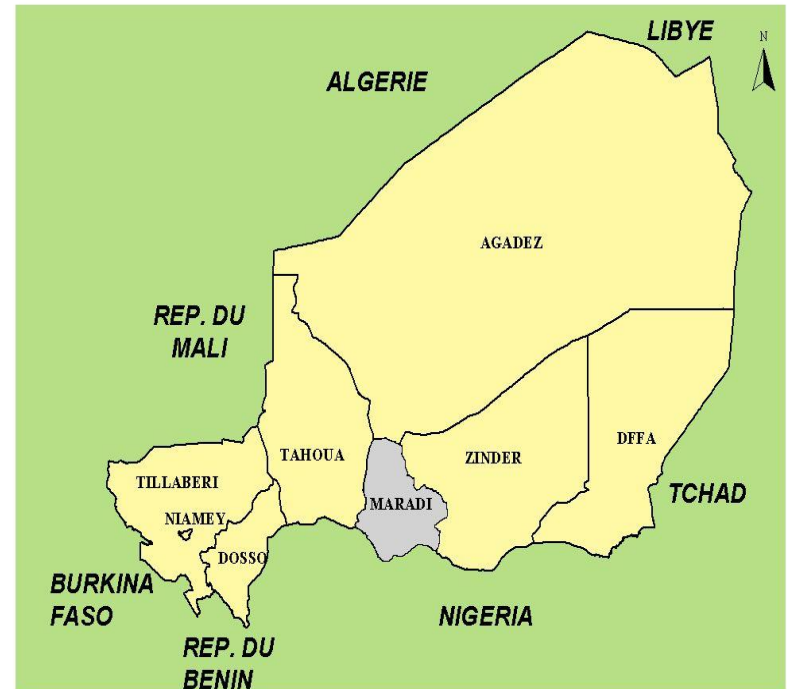 LIBYE
N
ALGERIE
AGADEZ
REP. DU
MALI
DFFA
TAHOUA
ZINDER
TILLABERI
TCHAD
MARADI
NIAMEY
DOSSO
BURKINA
FASO
NIGERIA
REP. DU
BENIN